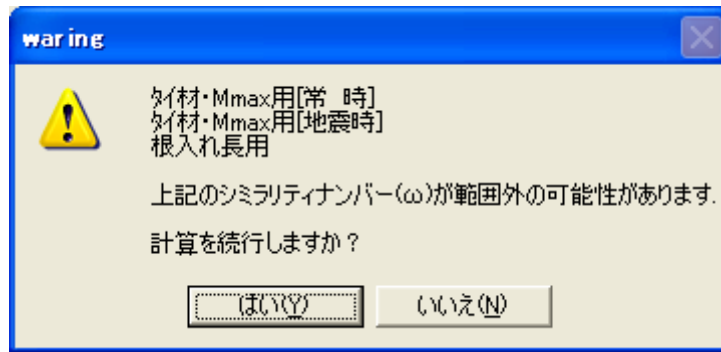 waring
ﾀｲ材・Mmax用[常　時]
ﾀｲ材・Mmax用[地震時]
根入れ長用
上記のシミラリティナンバー(ω)が範囲外の可能性があります.
計算を続行しますか？
はい(Y)
いいえ(N)